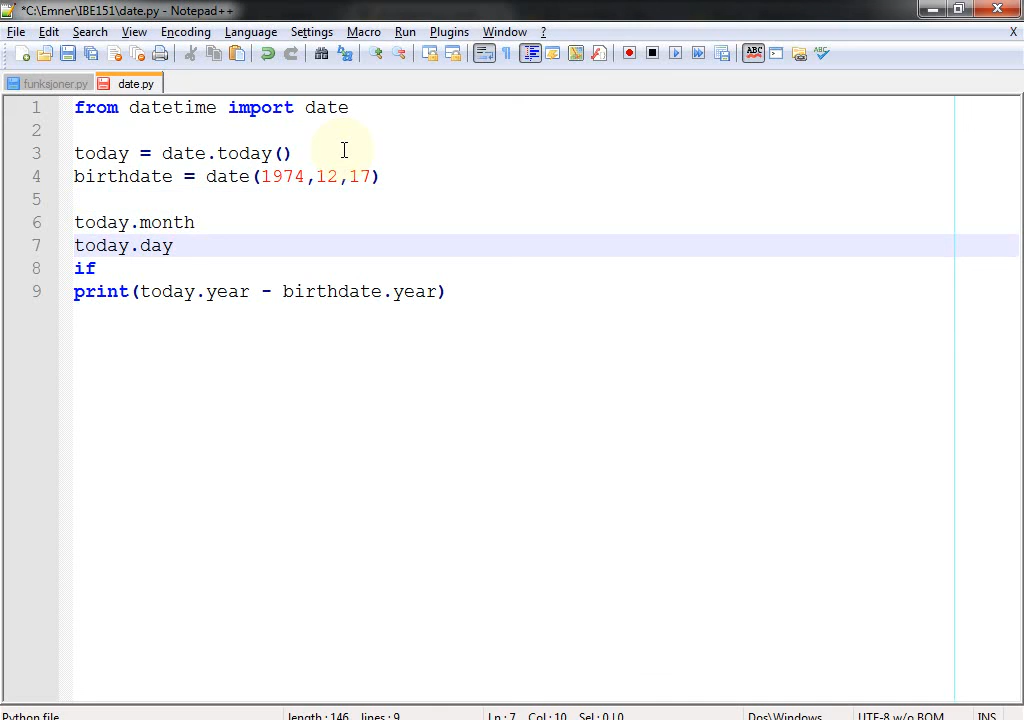 *C:\Emner\IBE151\date.py - Notepad++
File Edit Search View Encoding Language Settings Macro Run Plugins Window ? X
funksjoner.py date.py
1 from datetime import date
2
3 today = date.today()
4 birthdate = date(1974,12,17)
5
6 today.month
7 today.day
8 if
9 print(today.year - birthdate.year)
Python file length : 146 lines : 9 Ln : 7 Col : 10 Sel : 0 | 0 Dos\Windows UTF-8 w/o BOM INS